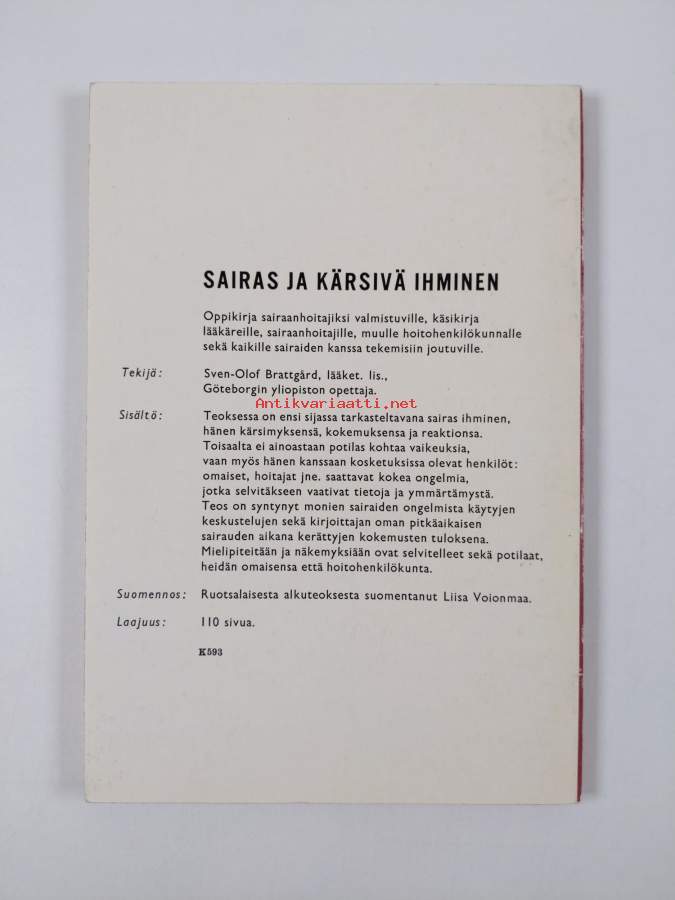 SAIRAS JA KÄRSIVÄ IHMINEN
Oppikirja sairaanhoitajiksi valmistuville, käsikirja
lääkäreille, sairaanhoitajille, muulle hoitohenkilökunnalle
sekä kaikille sairaiden kanssa tekemisiin joutuville.
Tekijä: Sven-Olof Brattgård, lääket. lis.,
Göteborgin yliopiston opettaja.
Antikvariaatti.net
Sisältö: Teoksessa on ensi sijassa tarkasteltavana sairas ihminen,
hänen kärsimyksensä, kokemuksensa ja reaktionsa.
Toisaalta ei ainoastaan potilas kohtaa vaikeuksia,
vaan myös hänen kanssaan kosketuksissa olevat henkilöt:
omaiset, hoitajat jne. saattavat kokea ongelmia,
jotka selvitäkseen vaativat tietoja ja ymmärtämystä.
Teos on syntynyt monien sairaiden ongelmista käytyjen
keskustelujen sekä kirjoittajan oman pitkäaikaisen
sairauden aikana kerättyjen kokemusten tuloksena.
Mielipiteitään ja näkemyksiään ovat selvitelleet sekä potilaat,
heidän omaisensa että hoitohenkilökunta.
Suomennos: Ruotsalaisesta alkuteoksesta suomentanut Liisa Voionmaa.
Laajuus: 110 sivua.
K593